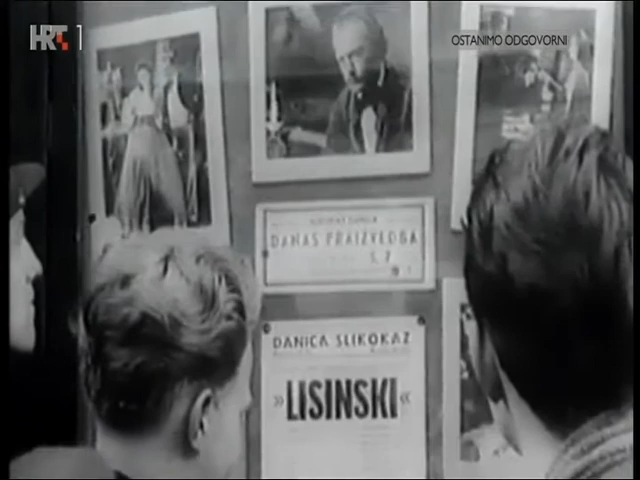 HRT 1
OSTANIMO ODGOVORNI
DANAS PRAIZVEDBA
DANICA SLIKOKAZ
»LISINSKI«